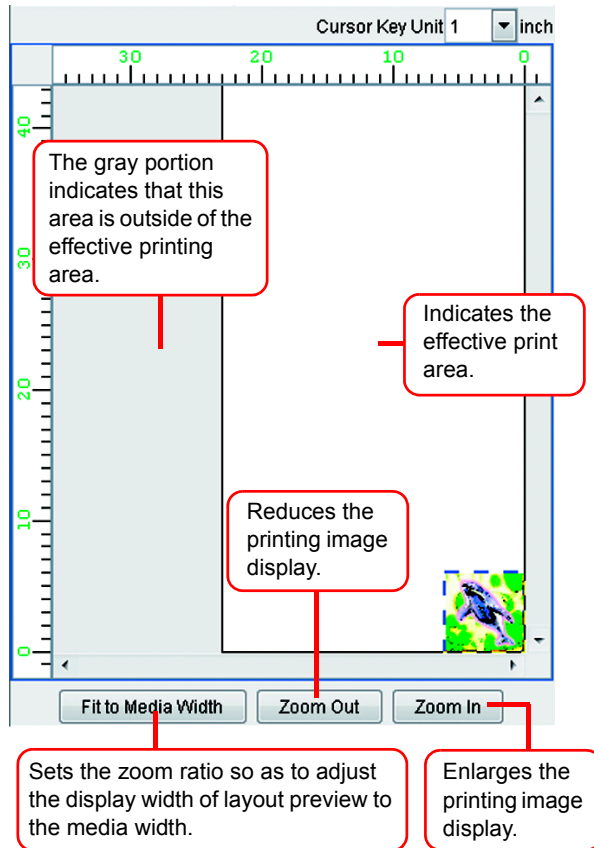 Cursor Key Unit 1 inch
30 20 10 0
40
The gray portion
indicates that this
area is outside of the
effective printing
area.
30
Indicates the
effective print
area.
20
Reduces the
printing image
display.
10
0
Fit to Media Width Zoom Out Zoom In
Sets the zoom ratio so as to adjust
the display width of layout preview to
the media width.
Enlarges the
printing image
display.